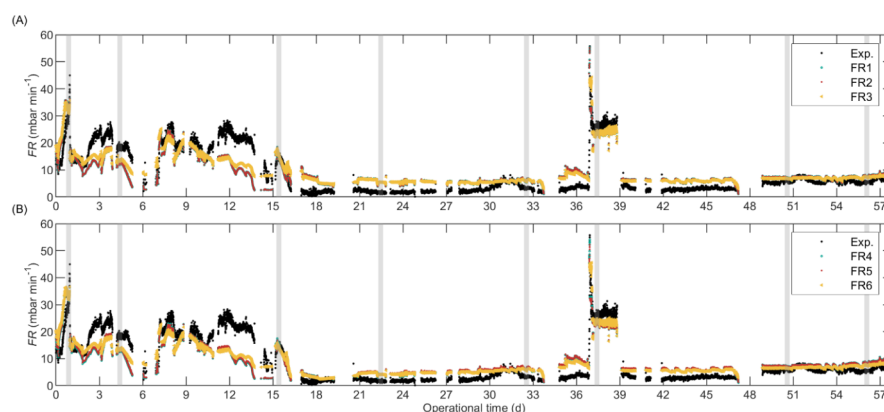 (A)
FR (mbar min⁻¹)
60
50
40
30
20
10
0
Exp.
FR1
FR2
FR3
0 3 6 9 12 15 18 21 24 27 30 33 36 39 42 45 48 51 54 57
(B)
FR (mbar min⁻¹)
60
50
40
30
20
10
0
Exp.
FR4
FR5
FR6
0 3 6 9 12 15 18 21 24 27 30 33 36 39 42 45 48 51 54 57
Operational time (d)